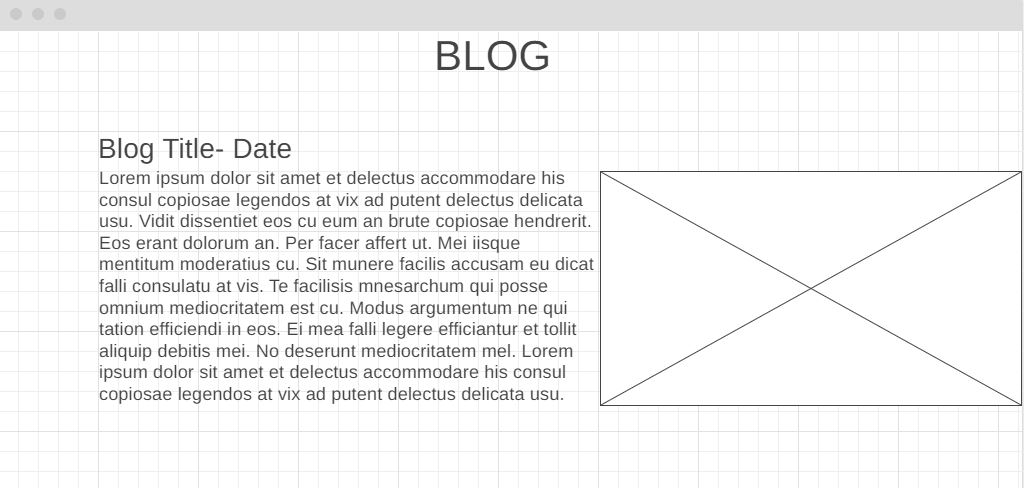 BLOG
Blog Title- Date
Lorem ipsum dolor sit amet et delectus accommodare his
consul copiosae legendos at vix ad putent delectus delicata
usu. Vidit dissentiet eos cu eum an brute copiosae hendrerit.
Eos erant dolorum an. Per facer affert ut. Mei iisque
mentitum moderatius cu. Sit munere facilis accusam eu dicat
falli consulatu at vis. Te facilisis mnesarchum qui posse
omnium mediocritatem est cu. Modus argumentum ne qui
tation efficiendi in eos. Ei mea falli legere efficiantur et tollit
aliquip debitis mei. No deserunt mediocritatem mel. Lorem
ipsum dolor sit amet et delectus accommodare his consul
copiosae legendos at vix ad putent delectus delicata usu.